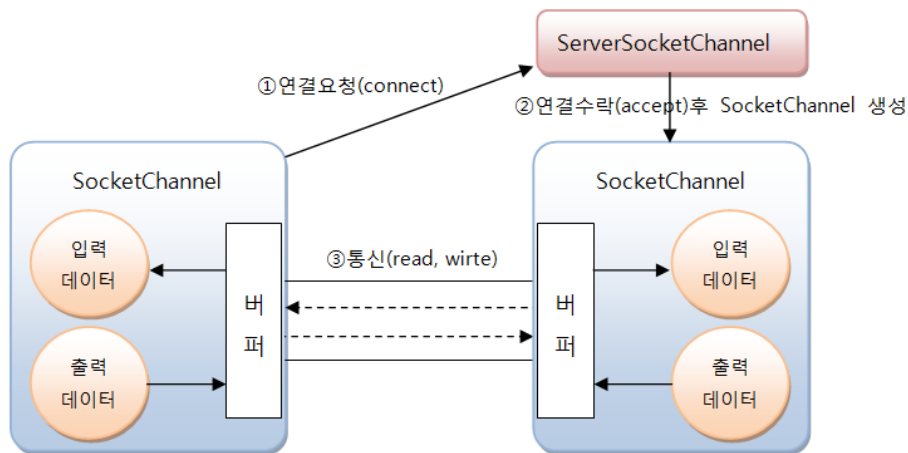 ServerSocketChannel
①연결요청(connect)
②연결수락(accept)후 SocketChannel 생성
SocketChannel
SocketChannel
입력
데이터
출력
데이터
버
퍼
③통신(read, wirte)
버
퍼
입력
데이터
출력
데이터